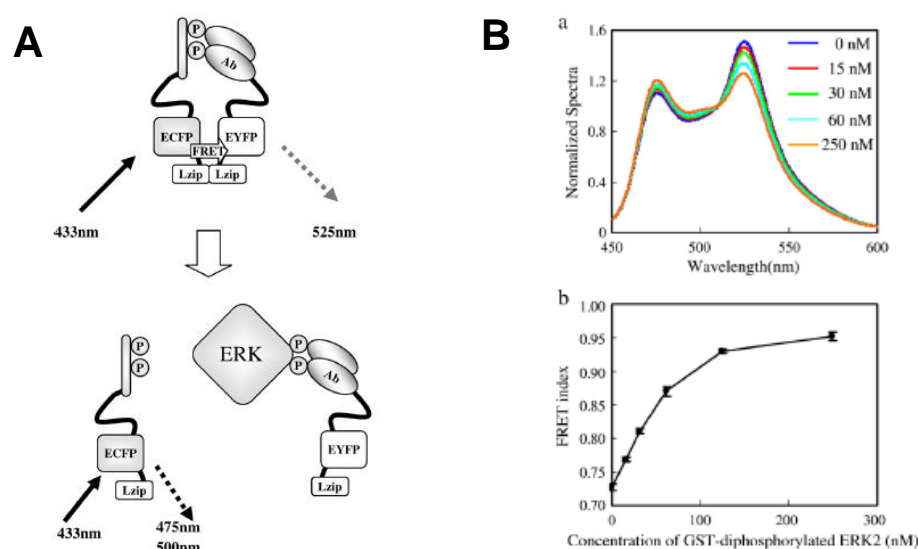 A
P
P
Ab
ECFP
EYFP
FRET
Lzip
Lzip
433nm
525nm
ERK
P
P
P
P
Ab
ECFP
EYFP
Lzip
Lzip
433nm
475nm
500nm
B
a
Normalized Spectra
1.6
1.2
0.8
0.4
0
0 nM
15 nM
30 nM
60 nM
250 nM
450
500
550
600
Wavelength(nm)
b
FRET index
1.00
0.95
0.90
0.85
0.80
0.75
0.70
0
100
200
300
Concentration of GST-diphosphorylated ERK2 (nM)